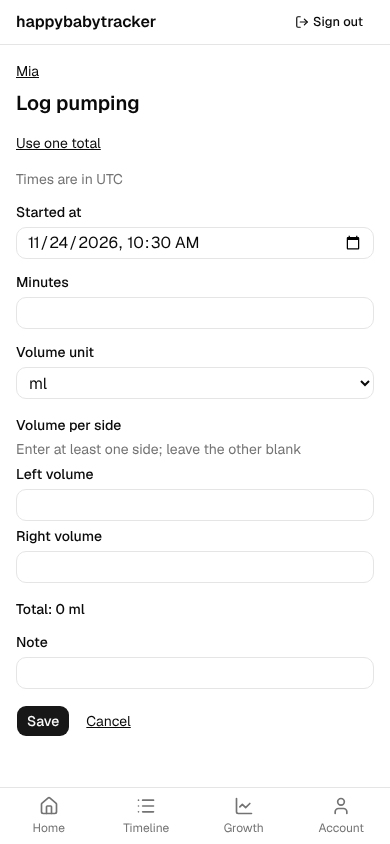 happybabytracker
Sign out
Mia
Log pumping
Use one total
Times are in UTC
Started at
11/24/2026, 10:30 AM
Minutes
Volume unit
ml
Volume per side
Enter at least one side; leave the other blank
Left volume
Right volume
Total: 0 ml
Note
Save
Cancel
Home
Timeline
Growth
Account